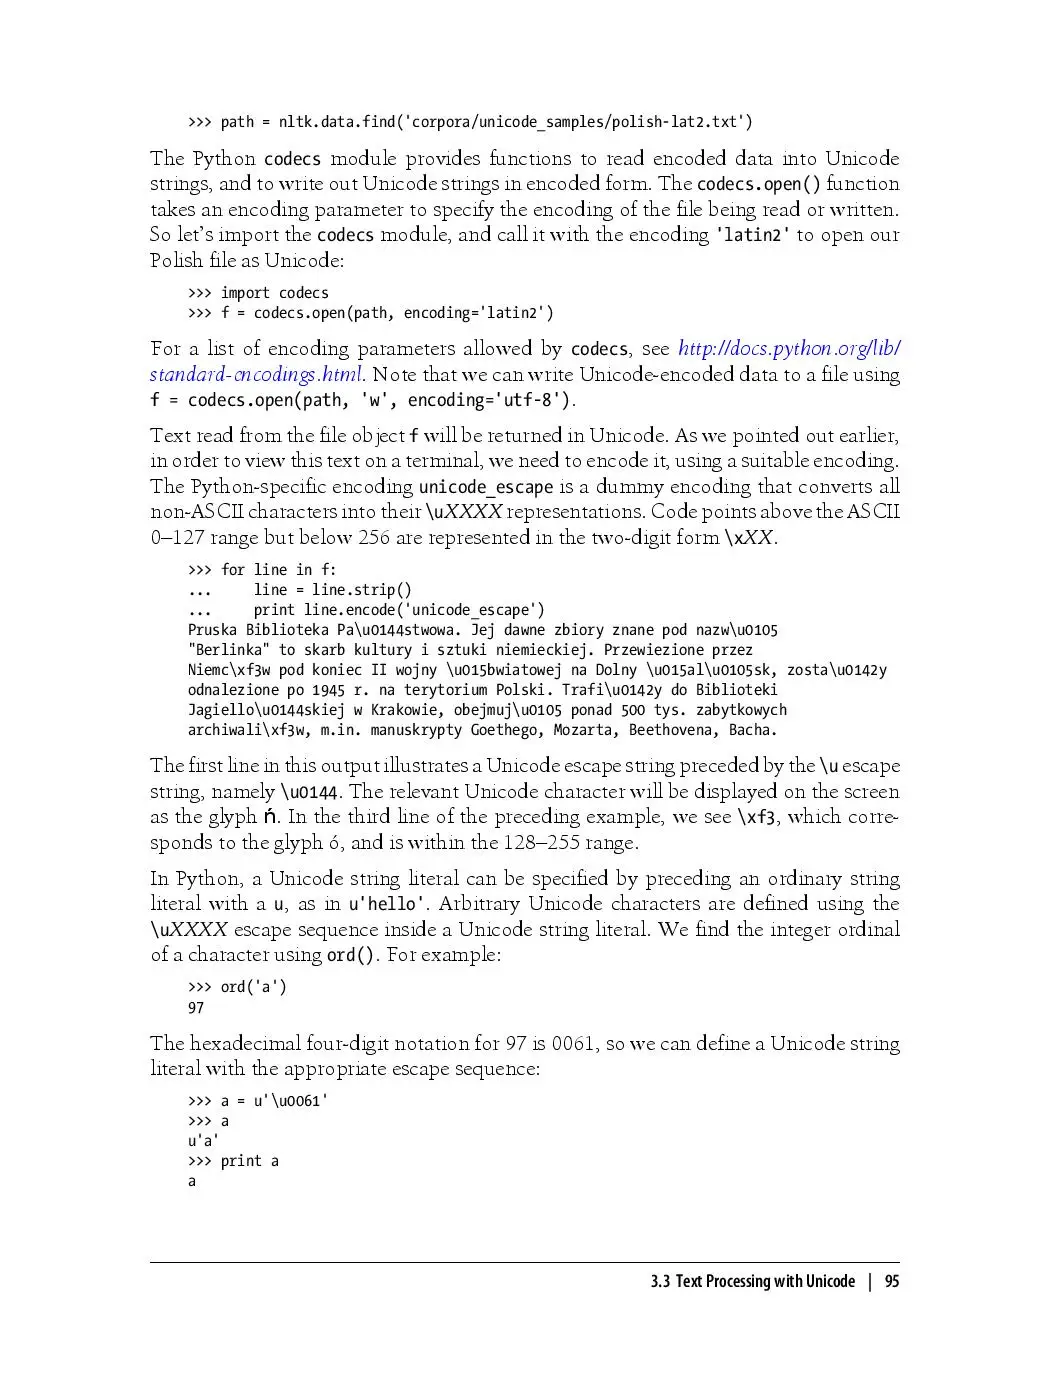 >>> path = nltk.data.find('corpora/unicode_samples/polish-lat2.txt')
The Python codecs module provides functions to read encoded data into Unicode
strings, and to write out Unicode strings in encoded form. The codecs.open() function
takes an encoding parameter to specify the encoding of the file being read or written.
So let’s import the codecs module, and call it with the encoding 'latin2' to open our
Polish file as Unicode:
>>> import codecs
>>> f = codecs.open(path, encoding='latin2')
For a list of encoding parameters allowed by codecs, see http://docs.python.org/lib/
standard-encodings.html. Note that we can write Unicode-encoded data to a file using
f = codecs.open(path, 'w', encoding='utf-8').
Text read from the file object f will be returned in Unicode. As we pointed out earlier,
in order to view this text on a terminal, we need to encode it, using a suitable encoding.
The Python-specific encoding unicode_escape is a dummy encoding that converts all
non-ASCII characters into their \uXXXX representations. Code points above the ASCII
0–127 range but below 256 are represented in the two-digit form \xXX.
>>> for line in f:
...     line = line.strip()
...     print line.encode('unicode_escape')
Pruska Biblioteka Pa\u0144stwowa. Jej dawne zbiory znane pod nazw\u0105
"Berlinka" to skarb kultury i sztuki niemieckiej. Przewiezione przez
Niemc\xf3w pod koniec II wojny \u015bwiatowej na Dolny \u015al\u0105sk, zosta\u0142y
odnalezione po 1945 r. na terytorium Polski. Trafi\u0142y do Biblioteki
Jagiello\u0144skiej w Krakowie, obejmuj\u0105 ponad 500 tys. zabytkowych
archiwali\xf3w, m.in. manuskrypty Goethego, Mozarta, Beethovena, Bacha.
The first line in this output illustrates a Unicode escape string preceded by the \u escape
string, namely \u0144. The relevant Unicode character will be displayed on the screen
as the glyph ń. In the third line of the preceding example, we see \xf3, which corre-
sponds to the glyph ó, and is within the 128–255 range.
In Python, a Unicode string literal can be specified by preceding an ordinary string
literal with a u, as in u'hello'. Arbitrary Unicode characters are defined using the
\uXXXX escape sequence inside a Unicode string literal. We find the integer ordinal
of a character using ord(). For example:
>>> ord('a')
97
The hexadecimal four-digit notation for 97 is 0061, so we can define a Unicode string
literal with the appropriate escape sequence:
>>> a = u'\u0061'
>>> a
u'a'
>>> print a
a
3.3 Text Processing with Unicode | 95